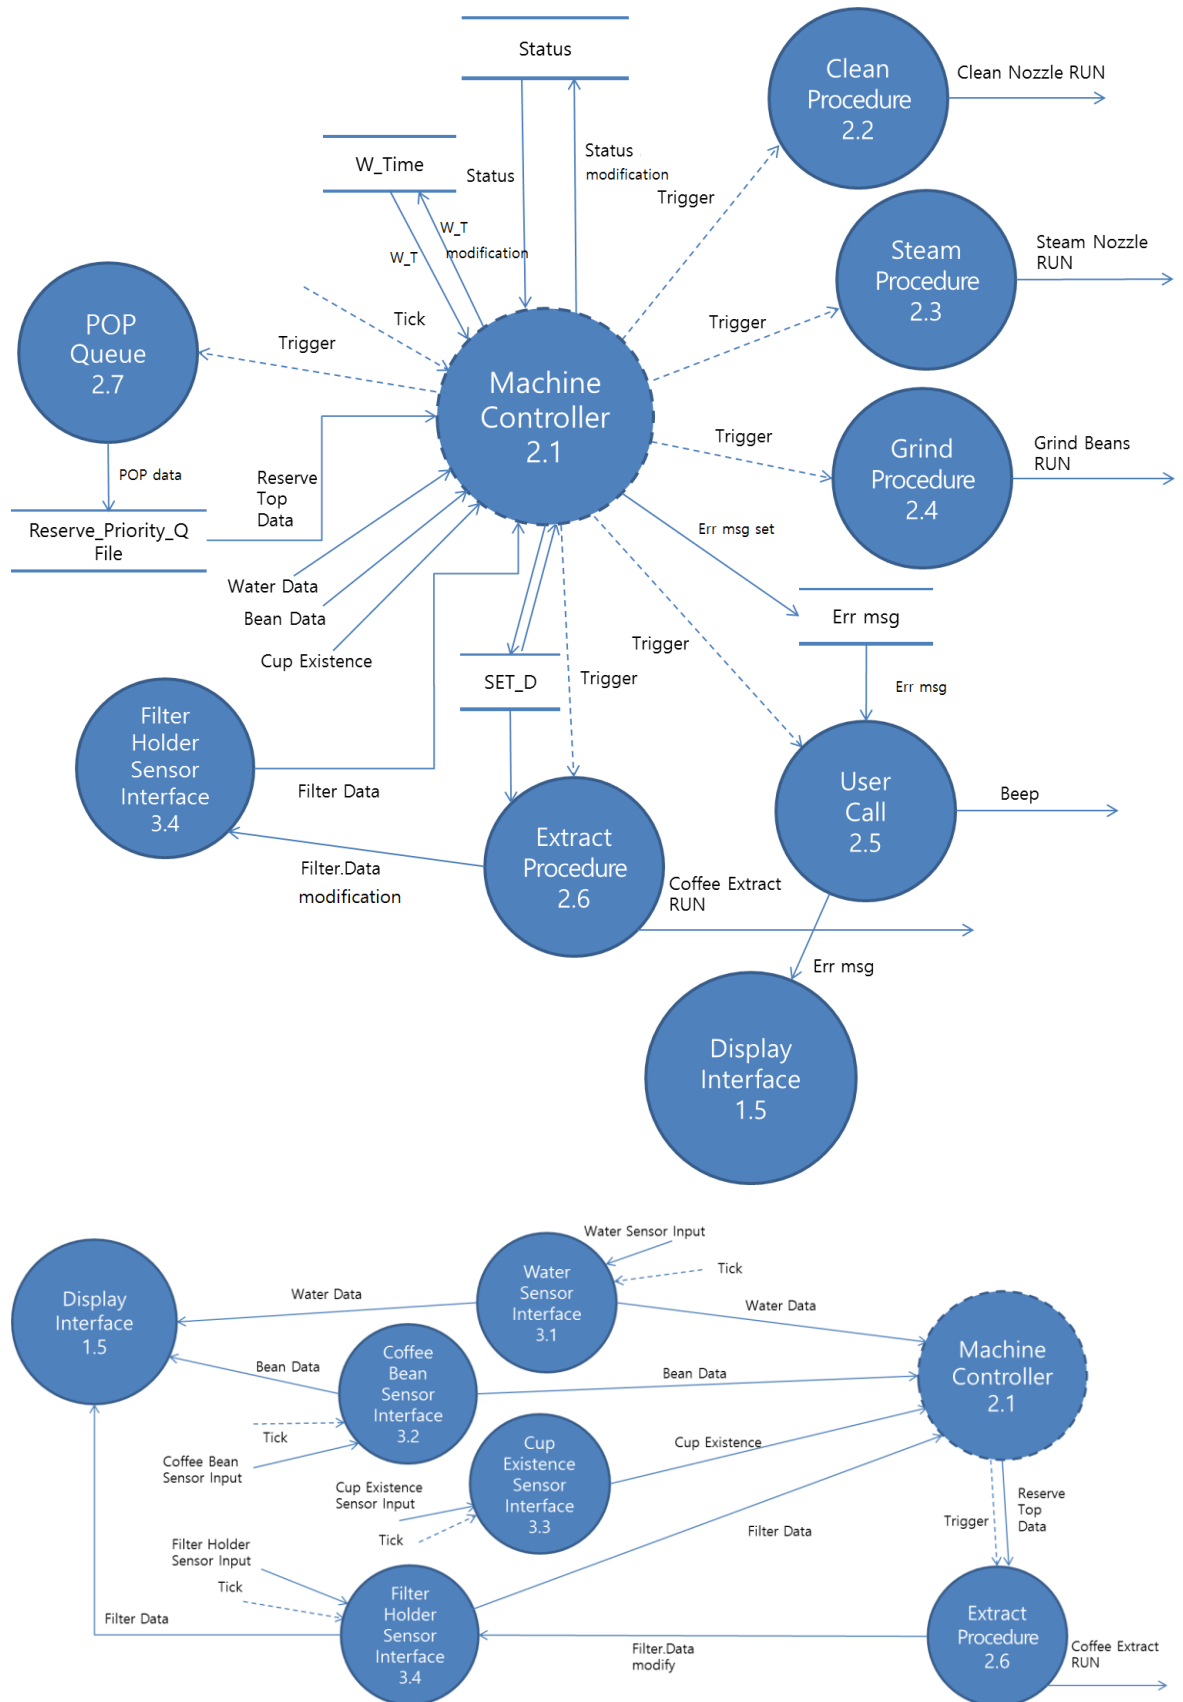 Status
Clean
Procedure
2.2
Clean Nozzle RUN
W_Time
Status
Status
modification
Trigger
W_T
modification
W_T
Steam
Procedure
2.3
Steam Nozzle
RUN
POP
Queue
2.7
Trigger
Tick
Trigger
Machine
Controller
2.1
Trigger
Grind
Procedure
2.4
Grind Beans
RUN
POP data
Reserve
Top
Data
Reserve_Priority_Q
File
Err msg set
Water Data
Bean Data
Cup Existence
Err msg
Trigger
SET_D
Trigger
Err msg
Filter
Holder
Sensor
Interface
3.4
Filter Data
User
Call
2.5
Beep
Extract
Procedure
2.6
Filter.Data
modification
Coffee Extract
RUN
Err msg
Display
Interface
1.5
Water Sensor Input
Tick
Water
Sensor
Interface
3.1
Water Data
Water Data
Display
Interface
1.5
Coffee
Bean
Sensor
Interface
3.2
Bean Data
Bean Data
Machine
Controller
2.1
Tick
Coffee Bean
Sensor Input
Cup
Existence
Sensor
Interface
3.3
Cup Existence
Cup Existence
Sensor Input
Tick
Reserve
Top
Data
Trigger
Filter Data
Filter Holder
Sensor Input
Tick
Filter Data
Filter
Holder
Sensor
Interface
3.4
Filter.Data
modify
Extract
Procedure
2.6
Coffee Extract
RUN